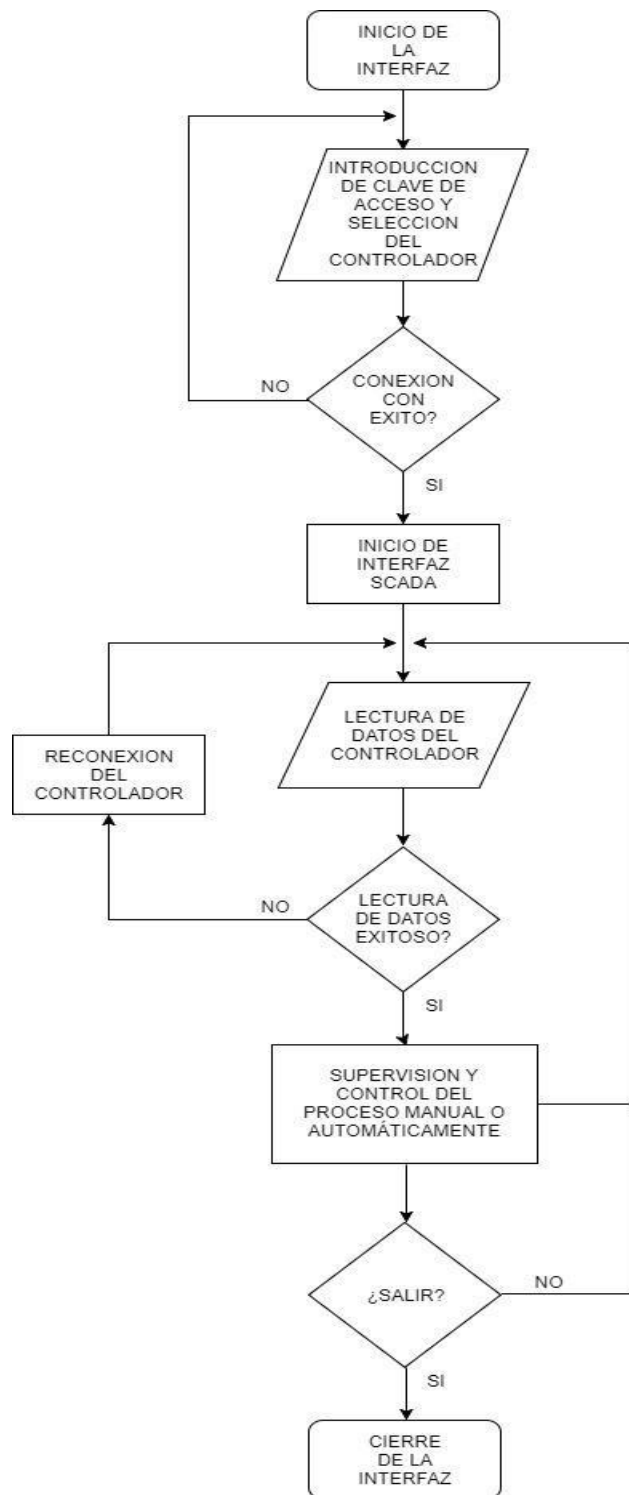 INICIO DE
LA
INTERFAZ
INTRODUCCION
DE CLAVE DE
ACCESO Y
SELECCION
DEL
CONTROLADOR
NO
CONEXION
CON
EXITO?
SI
INICIO DE
INTERFAZ
SCADA
LECTURA DE
DATOS DEL
CONTROLADOR
RECONEXION
DEL
CONTROLADOR
NO
LECTURA
DE DATOS
EXITOSO?
SI
SUPERVISION Y
CONTROL DEL
PROCESO MANUAL O
AUTOMÁTICAMENTE
¿SALIR?
NO
SI
CIERRE
DE LA
INTERFAZ